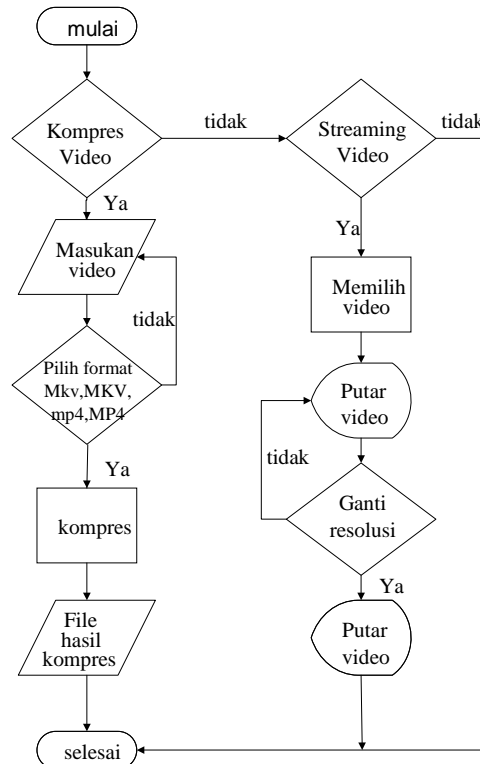 mulai
Kompres
Video
tidak
Streaming
Video
tidak
Ya
Masukan
video
tidak
Pilih format
Mkv,MKV,
mp4,MP4
Ya
kompres
File
hasil
kompres
Ya
Memilih
video
Putar
video
tidak
Ganti
resolusi
Ya
Putar
video
selesai